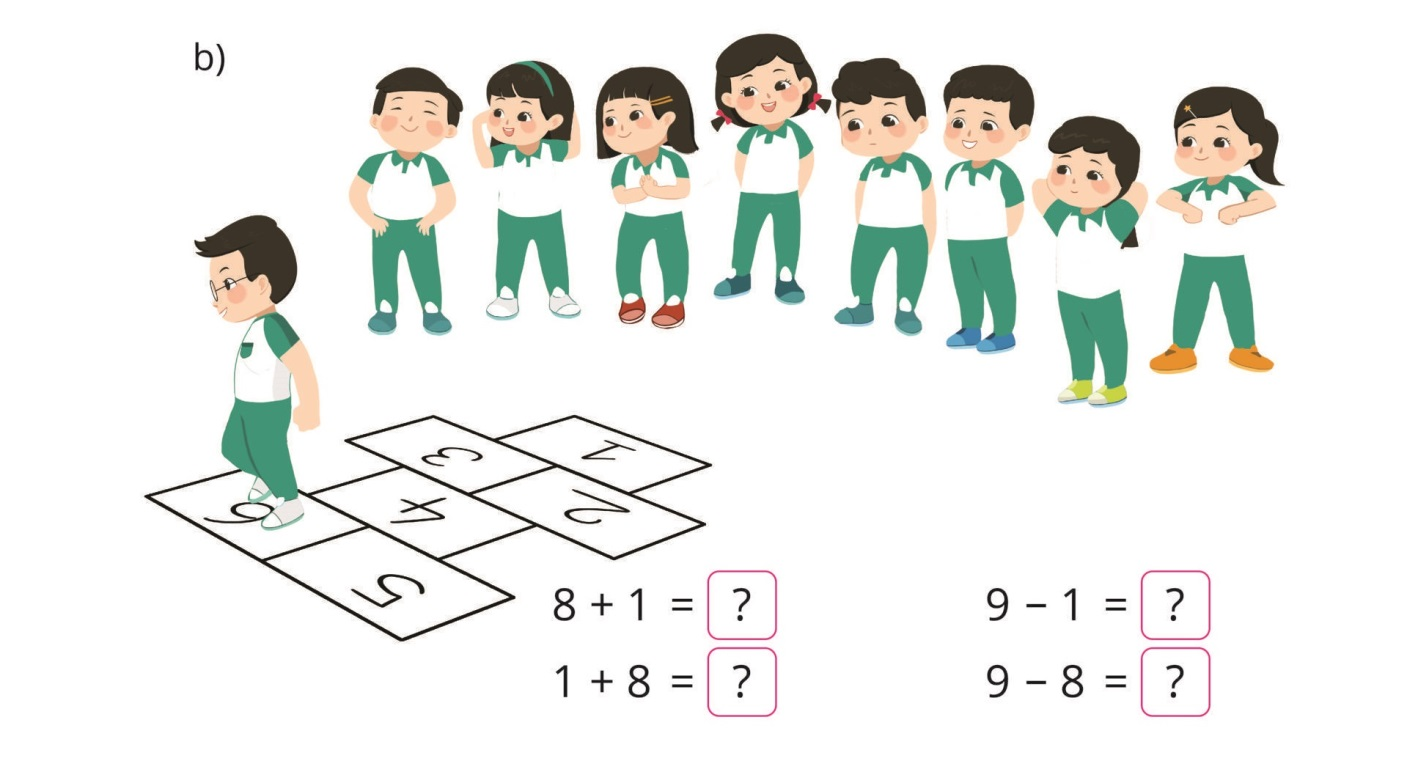 b)
3 1
6 4 2
5
8 + 1 = ?
9 − 1 = ?
1 + 8 = ?
9 − 8 = ?